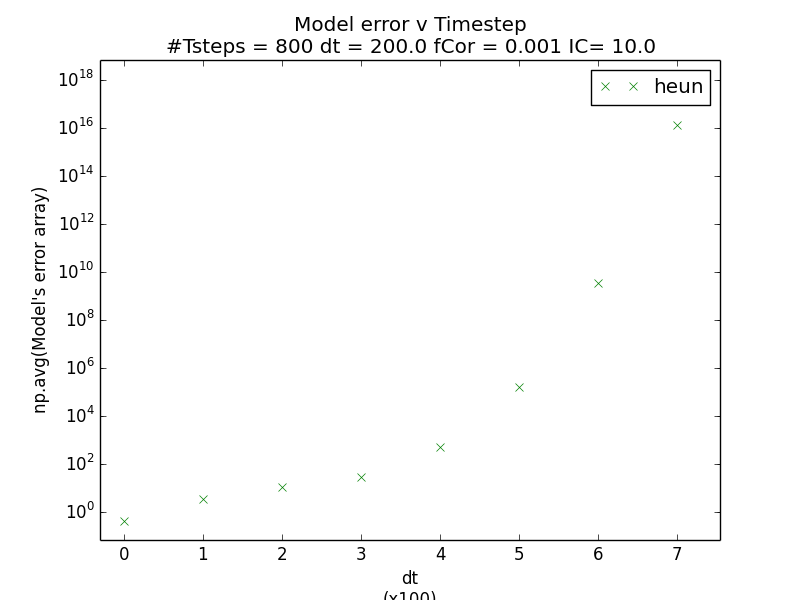 Model error v Timestep
#Tsteps = 800 dt = 200.0 fCor = 0.001 IC= 10.0
heun
np.avg(Model's error array)
10^18
10^16
10^14
10^12
10^10
10^8
10^6
10^4
10^2
10^0
0 1 2 3 4 5 6 7
dt
(x100)